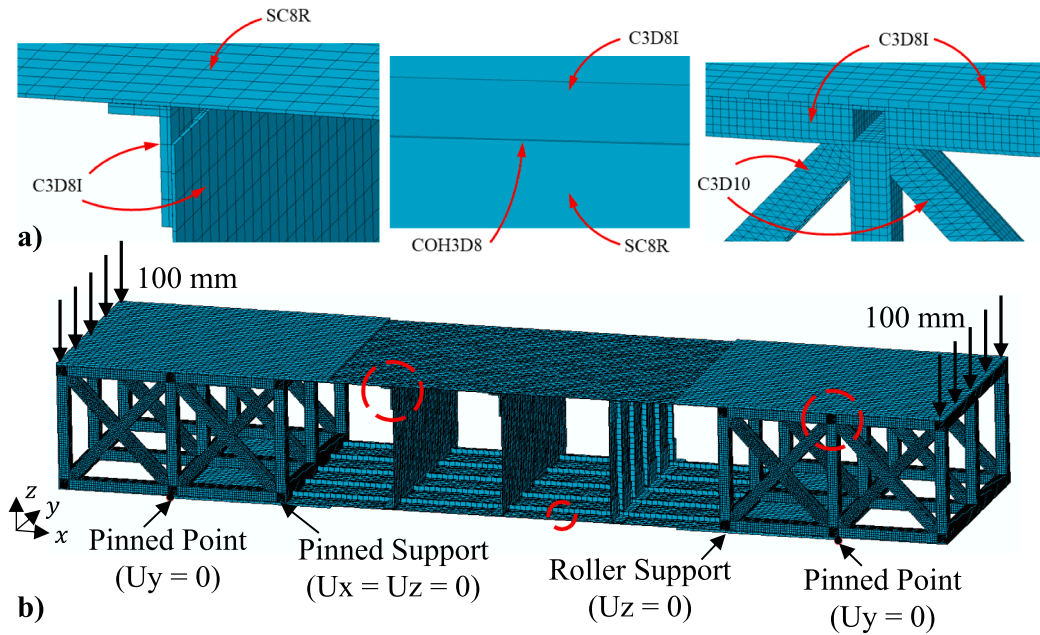 SC8R
C3D8I
C3D8I
C3D8I
C3D10
COH3D8
SC8R
a)
100 mm
100 mm
z
y
x
Pinned Point
(Uy = 0)
Pinned Support
(Ux = Uz = 0)
Roller Support
(Uz = 0)
Pinned Point
(Uy = 0)
b)